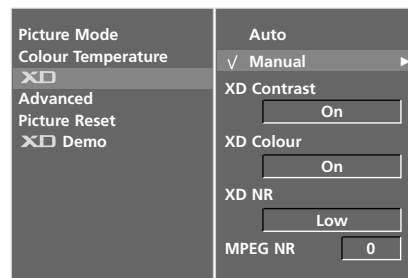 Picture Mode
Colour Temperature
XD
Advanced
Picture Reset
XD Demo
Auto
√ Manual ▶
XD Contrast
On
XD Colour
On
XD NR
Low
MPEG NR 0